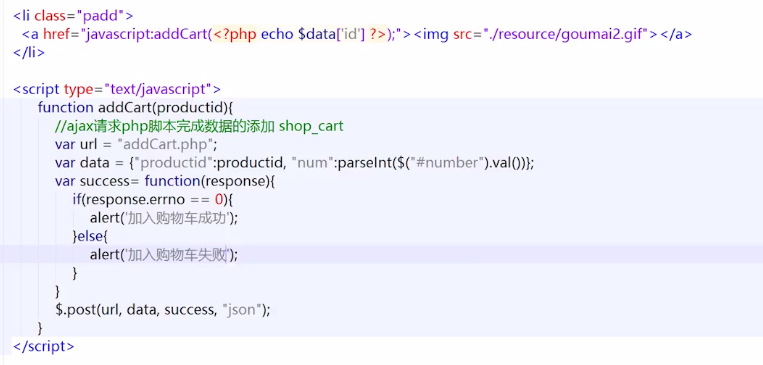 <li class="padd">
<a href="javascript:addCart(<?php echo $data['id'] ?>);"><img src="./resource/goumai2.gif"></a>
</li>
<script type="text/javascript">
function addCart(productid){
//ajax请求php脚本完成数据的添加 shop_cart
var url = "addCart.php";
var data = {"productid":productid, "num":parseInt($("#number").val())};
var success= function(response){
if(response.errno == 0){
alert('加入购物车成功');
}else{
alert('加入购物车失败');
}
}
$.post(url, data, success, "json");
}
</script>